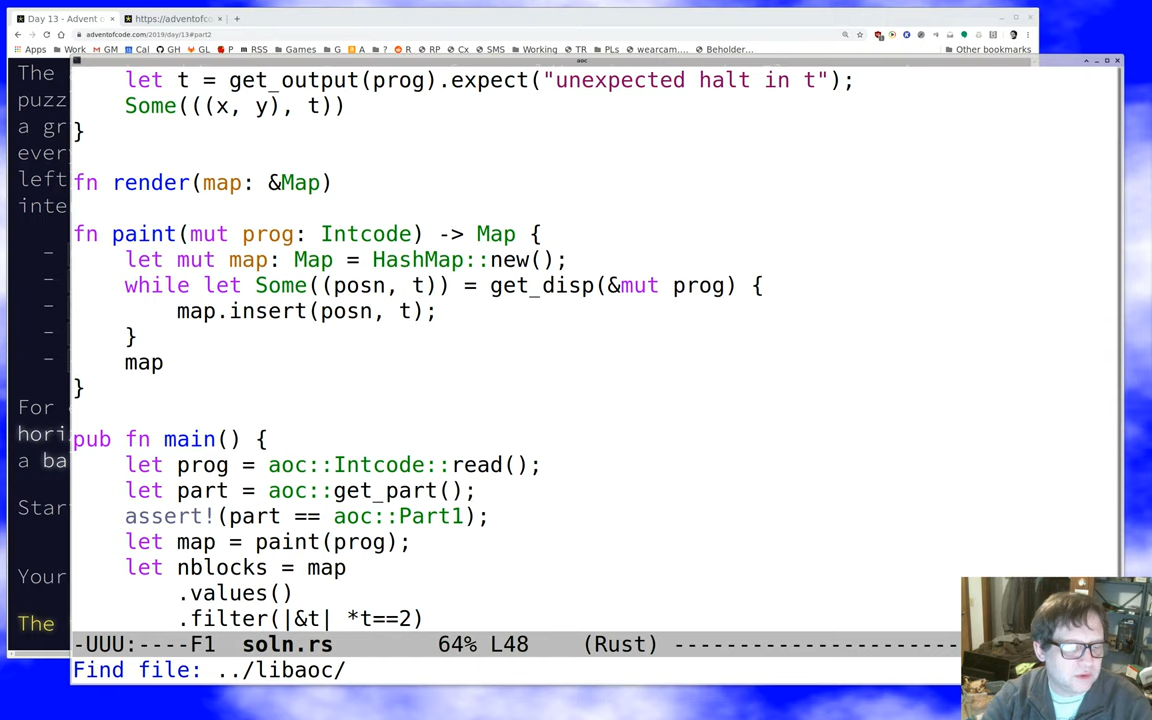 Day 13 - Advent o
https://adventofcod
adventofcode.com/2019/day/13#part2
Apps Work GM Cal GH GL P RSS Games G A ? R RP Cx SMS Working TR PLs wearcam.... Beholder... Other bookmarks
aoc
The
puzz
a gr
ever
left
inte
-
-
-
-
-
For
hori
a ba
Star
Your
The
let t = get_output(prog).expect("unexpected halt in t");
Some(((x, y), t))
}
fn render(map: &Map)
fn paint(mut prog: Intcode) -> Map {
let mut map: Map = HashMap::new();
while let Some((posn, t)) = get_disp(&mut prog) {
map.insert(posn, t);
}
map
}
pub fn main() {
let prog = aoc::Intcode::read();
let part = aoc::get_part();
assert!(part == aoc::Part1);
let map = paint(prog);
let nblocks = map
.values()
.filter(|&t| *t==2)
-UUU:----F1 soln.rs 64% L48 (Rust) ----------------------
Find file: ../libaoc/